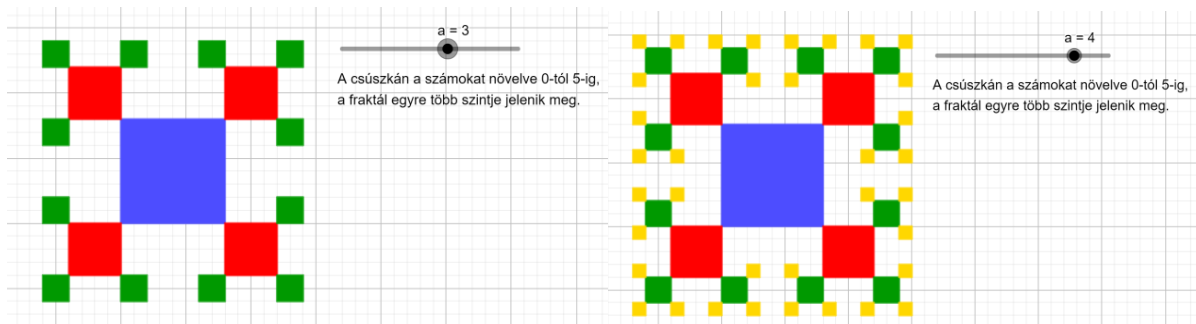 a = 3
A csúszkán a számokat növelve 0-tól 5-ig,
a fraktál egyre több szintje jelenik meg.
a = 4
A csúszkán a számokat növelve 0-tól 5-ig,
a fraktál egyre több szintje jelenik meg.